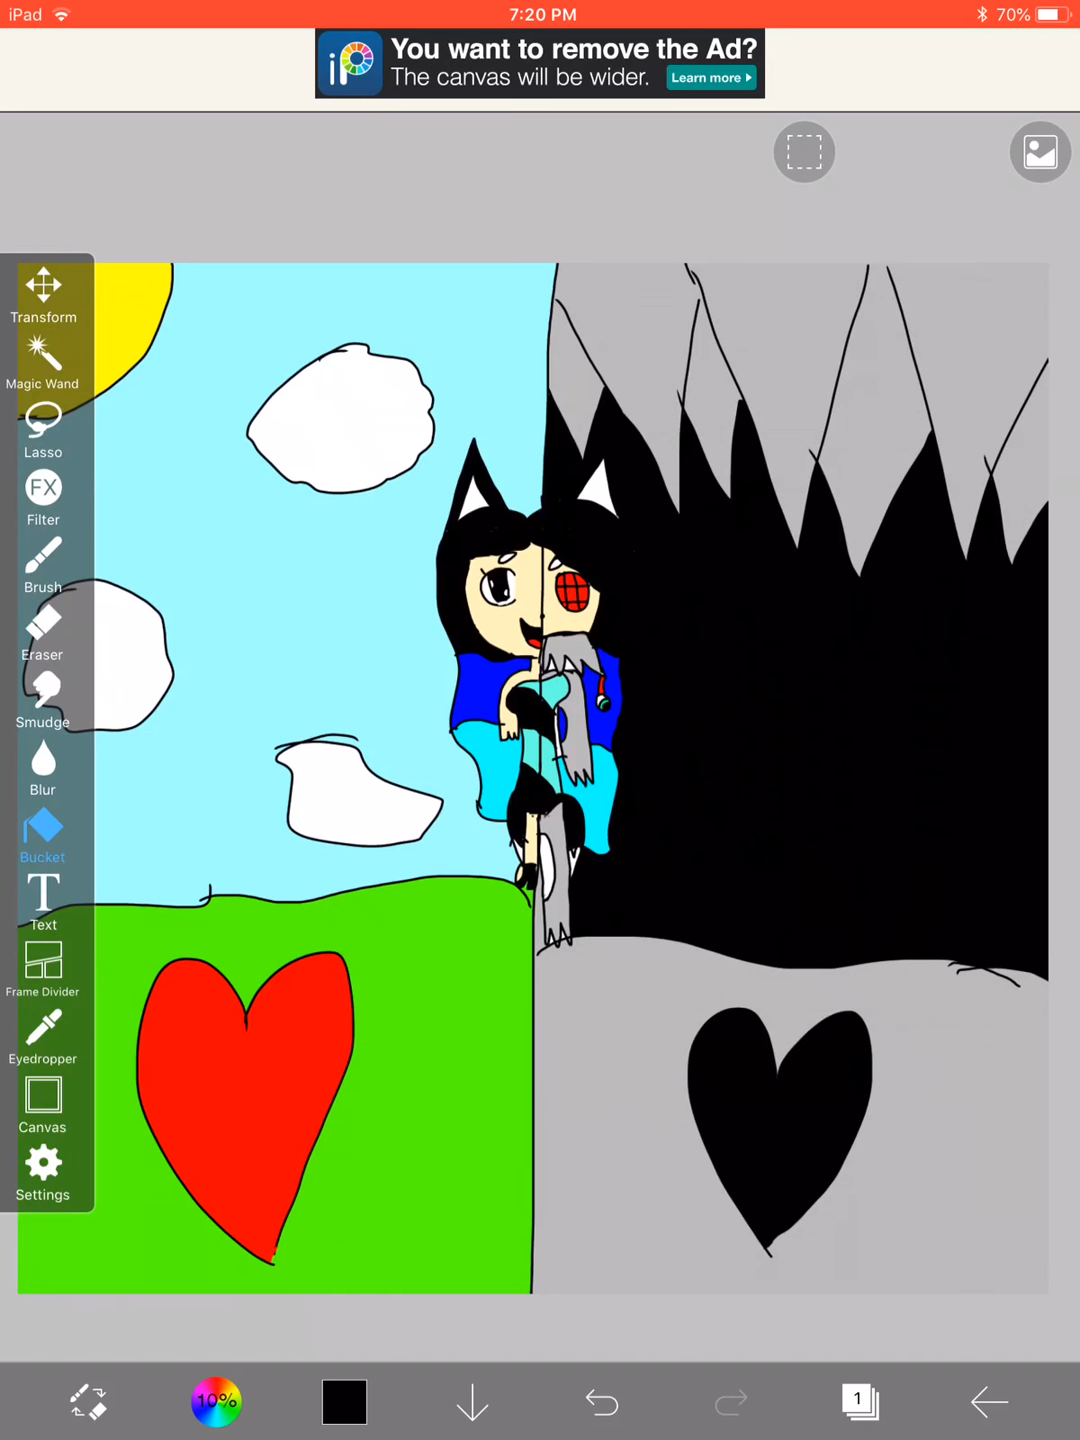 iPad
7:20 PM
70%
iP
You want to remove the Ad?
The canvas will be wider.
Learn more
Transform
Magic Wand
Lasso
FX
Filter
Brush
Eraser
Smudge
Blur
Bucket
T
Text
Frame Divider
Eyedropper
Canvas
Settings
10%
1